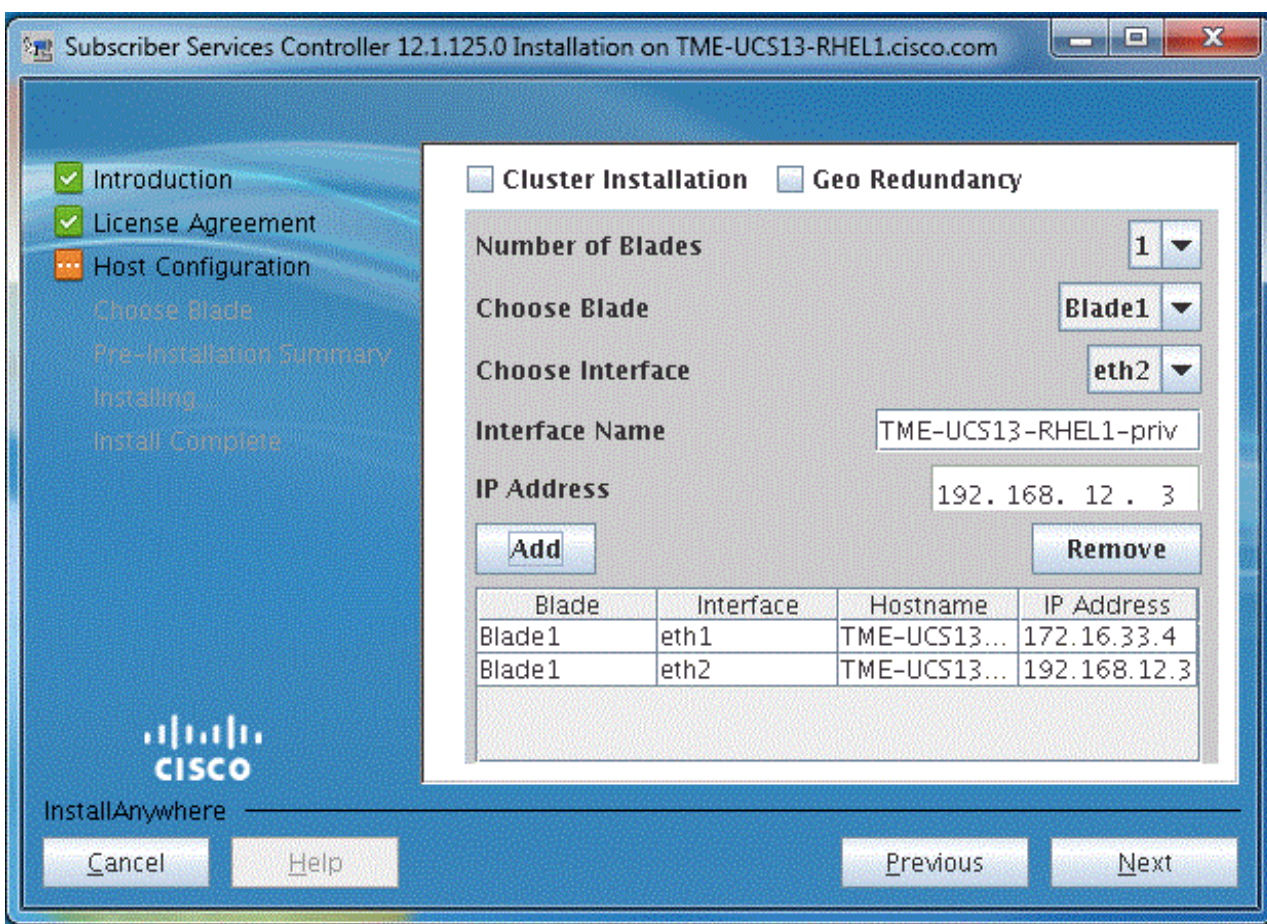 Subscriber Services Controller 12.1.125.0 Installation on TME-UCS13-RHEL1.cisco.com
Introduction
License Agreement
Host Configuration
Choose Blade
Pre-Installation Summary
Installing...
Install Complete
Cluster Installation Geo Redundancy
Number of Blades 1
Choose Blade Blade1
Choose Interface eth2
Interface Name TME-UCS13-RHEL1-priv
IP Address 192. 168. 12 . 3
Add Remove
Blade Interface Hostname IP Address
Blade1 eth1 TME-UCS13... 172.16.33.4
Blade1 eth2 TME-UCS13... 192.168.12.3
CISCO
InstallAnywhere
Cancel Help Previous Next